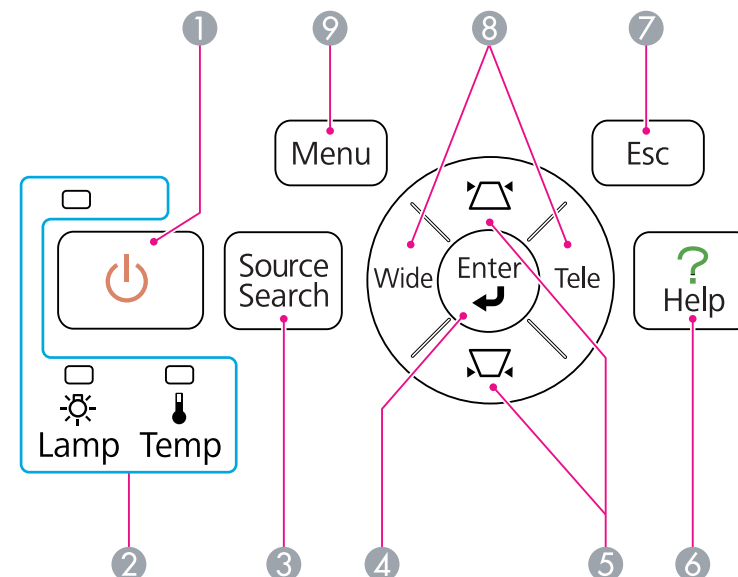 1
9
8
7
Menu
Esc
Source
Search
Wide
Enter
Tele
?
Help
Lamp
Temp
2
3
4
5
6